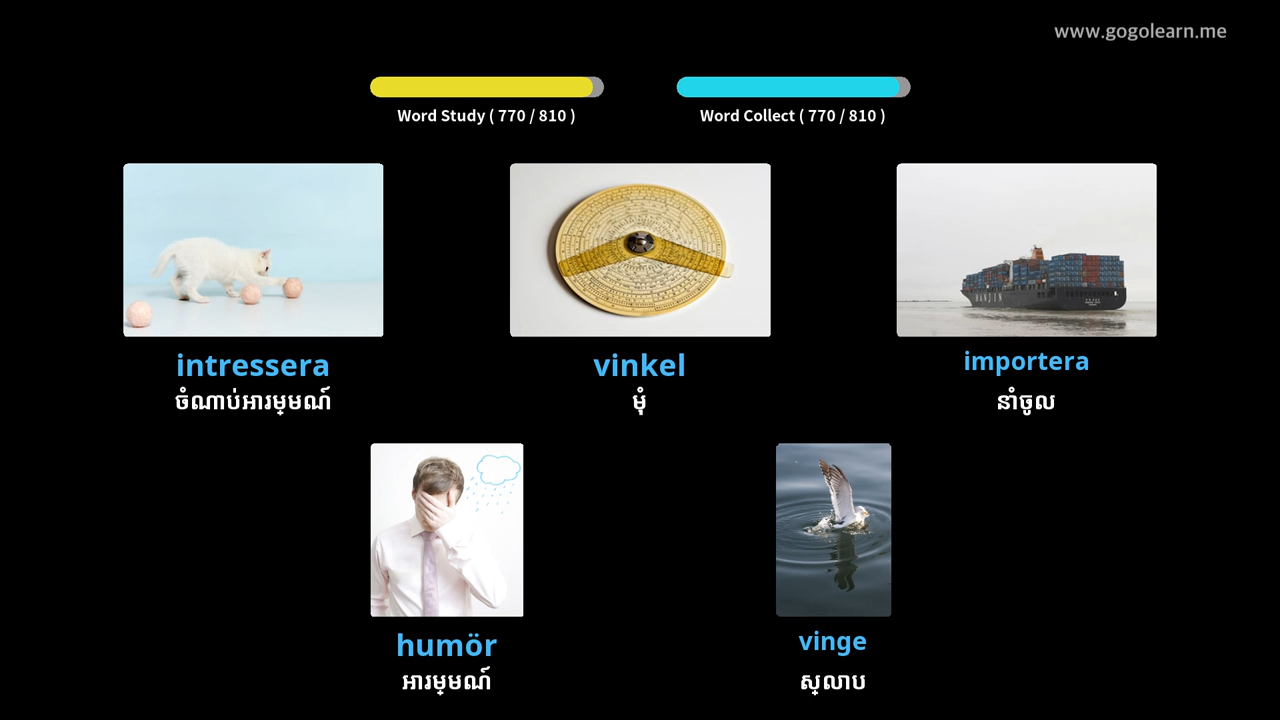 www.gogolearn.me
Word Study ( 770 / 810 )
Word Collect ( 770 / 810 )
intressera
ចំណាប់អារម្មណ៍
vinkel
មុំ
importera
នាំចូល
HANJIN
humör
អារម្មណ៍
vinge
ស្លាប